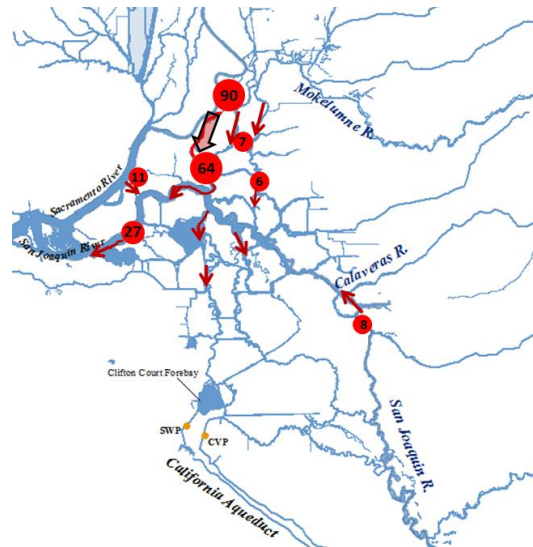 90
Mokelumne R.
7
64
11
6
Sacramento River
27
San Joaquin River
Calaveras R.
8
Clifton Court Forebay
San Joaquin R.
SWP
CVP
California Aqueduct